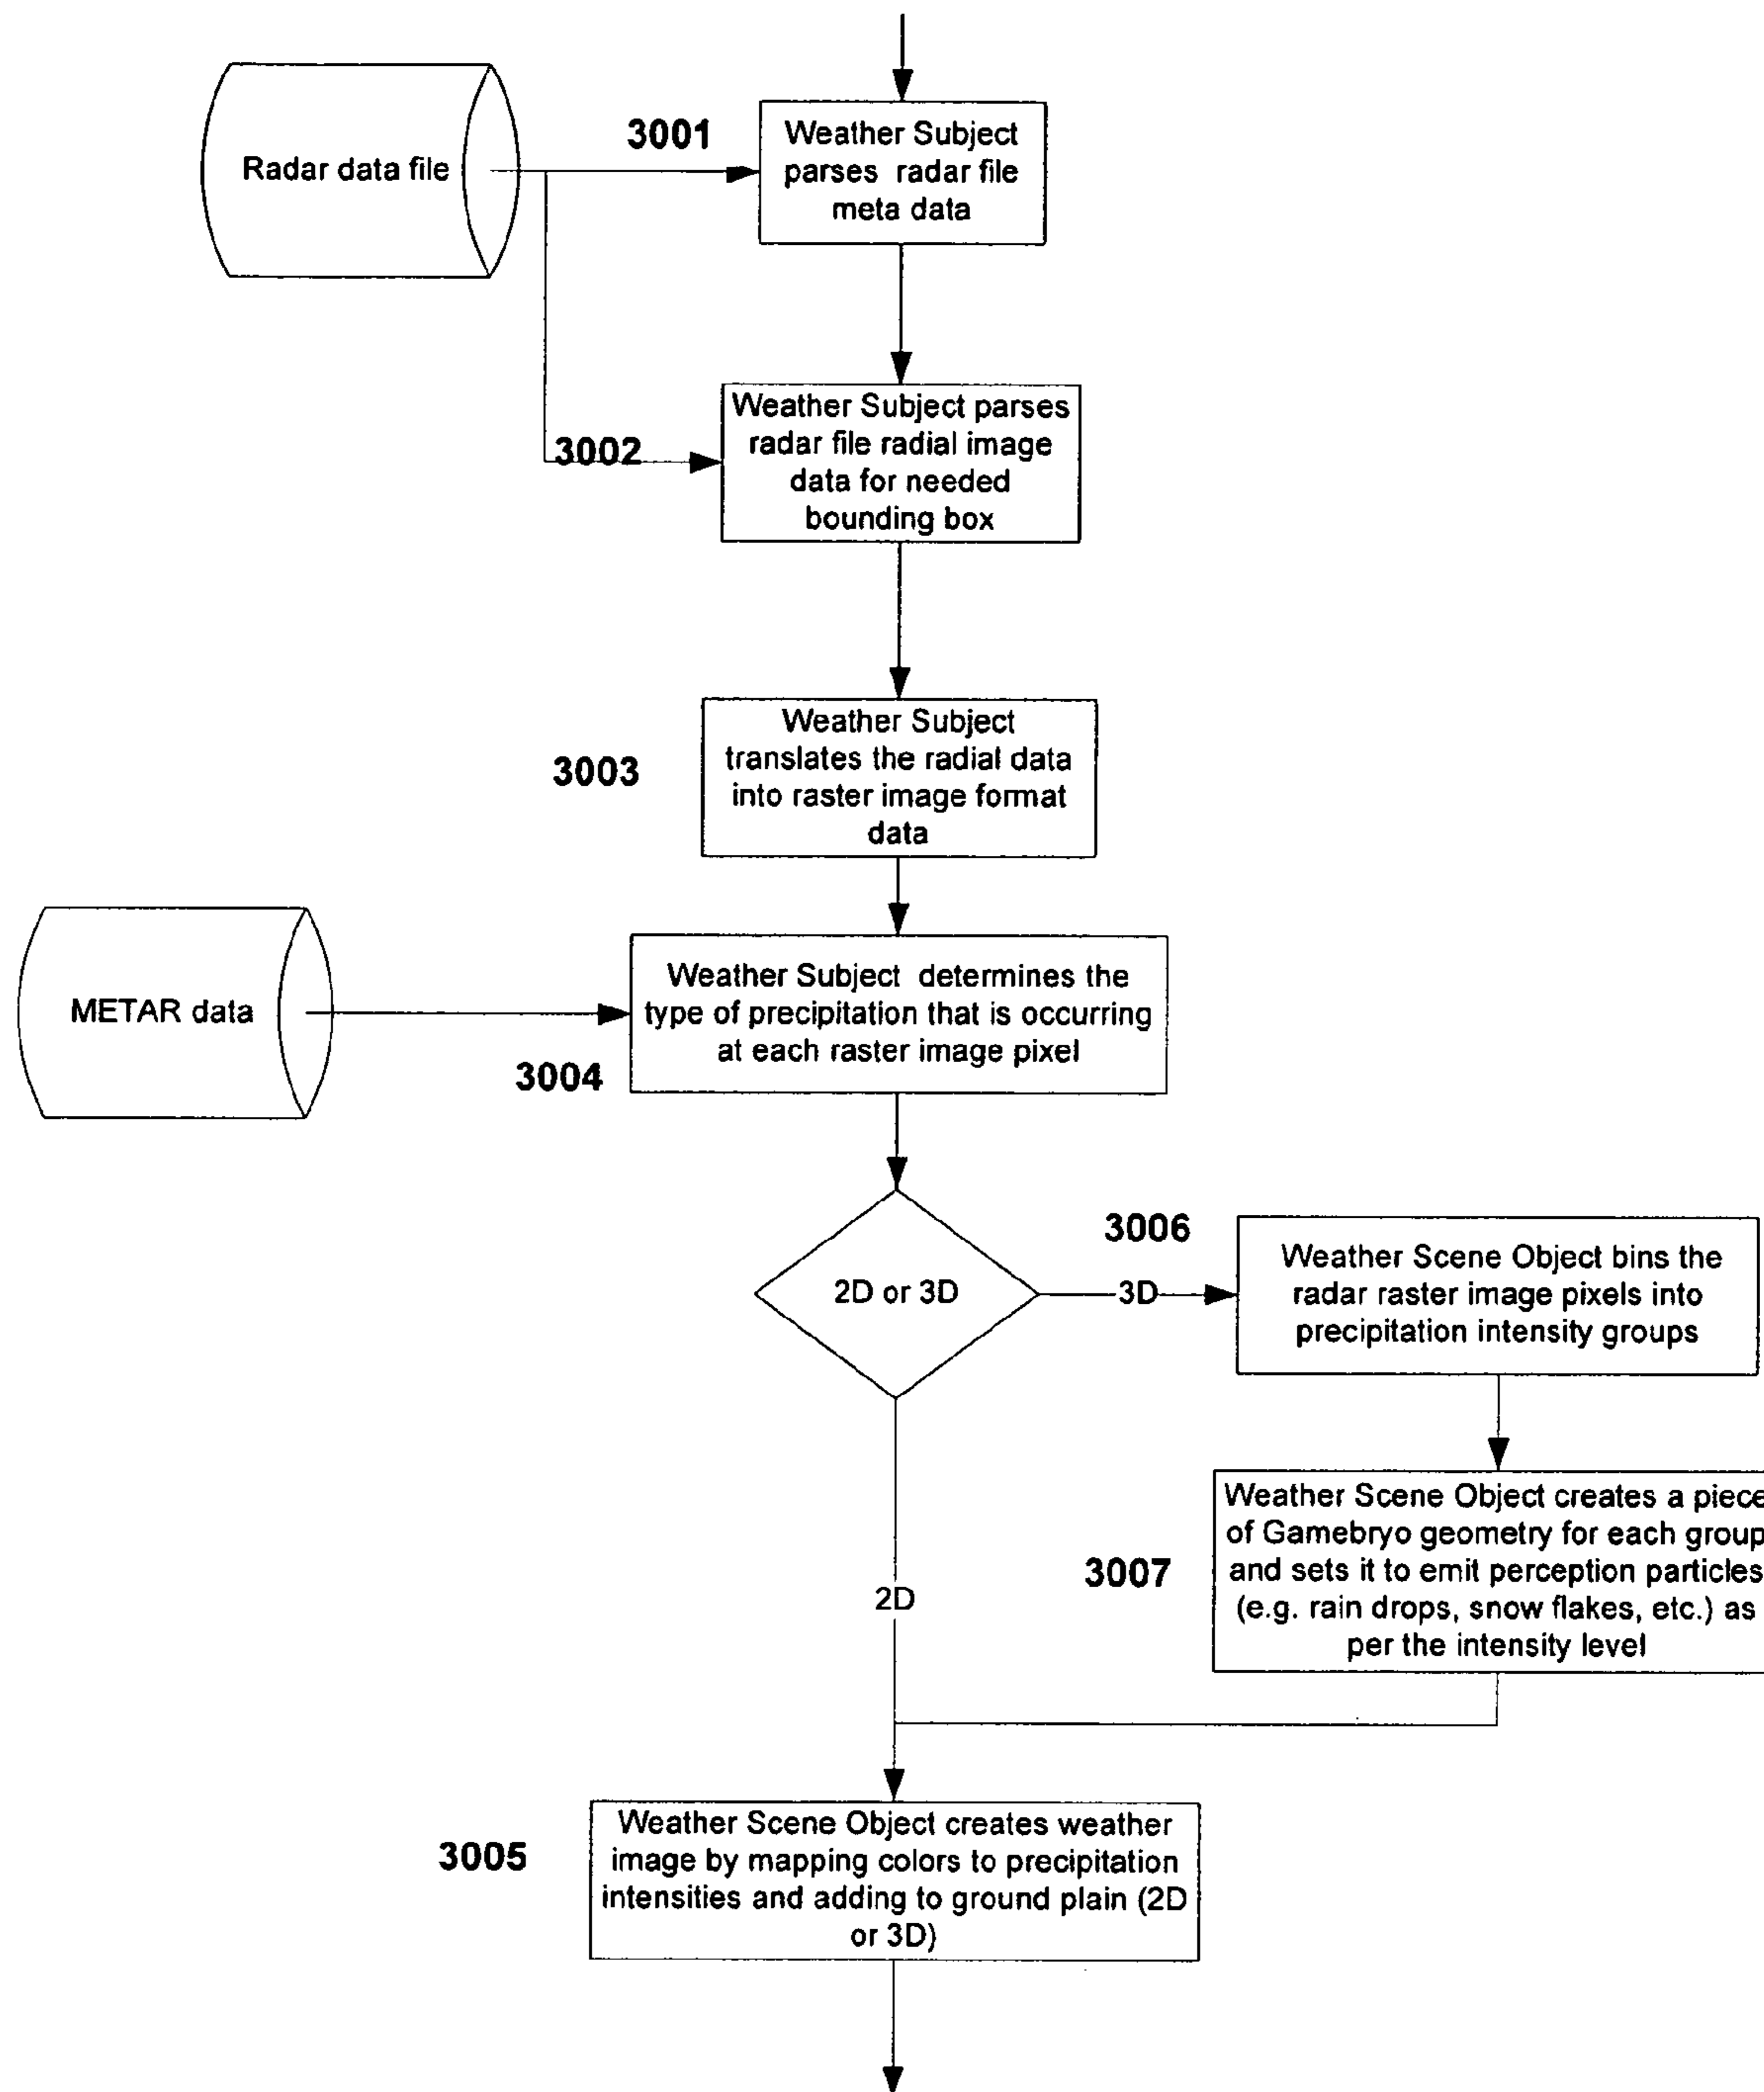 Radar data file
3001
Weather Subject
parses radar file
meta data
3002
Weather Subject parses
radar file radial image
data for needed
bounding box
3003
Weather Subject
translates the radial data
into raster image format
data
METAR data
3004
Weather Subject determines the
type of precipitation that is occurring
at each raster image pixel
2D or 3D
3D
3006
Weather Scene Object bins the
radar raster image pixels into
precipitation intensity groups
2D
3007
Weather Scene Object creates a piece
of Gamebryo geometry for each group
and sets it to emit perception particles
(e.g. rain drops, snow flakes, etc.) as
per the intensity level
3005
Weather Scene Object creates weather
image by mapping colors to precipitation
intensities and adding to ground plain (2D
or 3D)